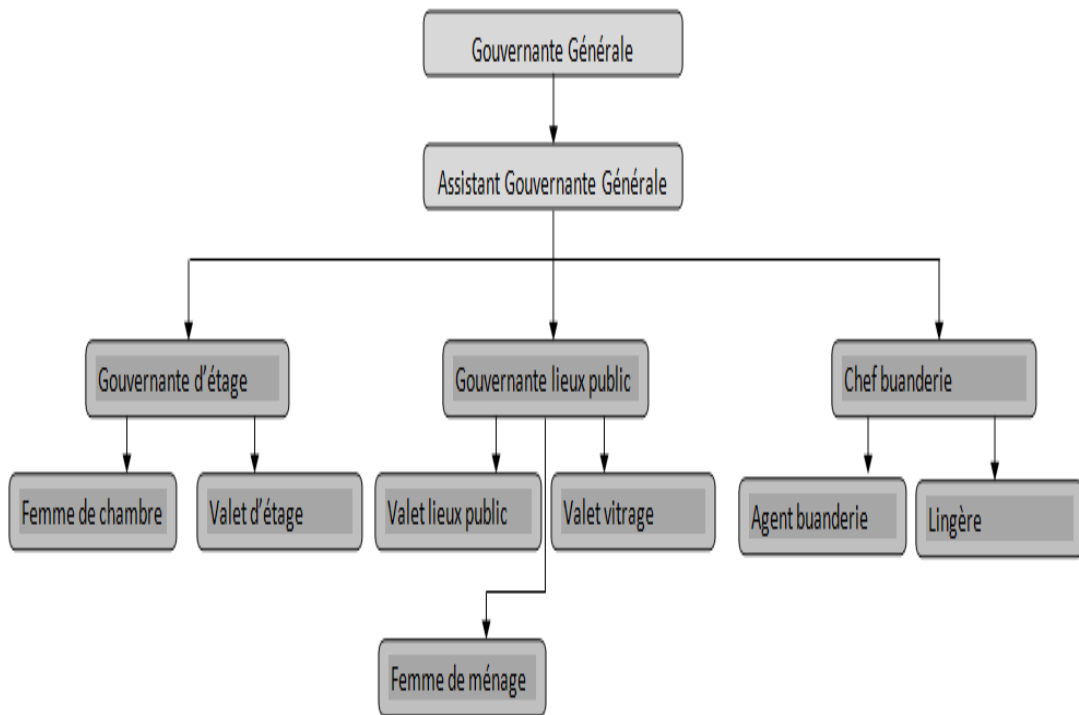 Gouvernante Générale
Assistant Gouvernante Générale
Gouvernante d'étage
Gouvernante lieux public
Chef buanderie
Femme de chambre
Valet d'étage
Valet lieux public
Valet vitrage
Agent buanderie
Lingère
Femme de ménage